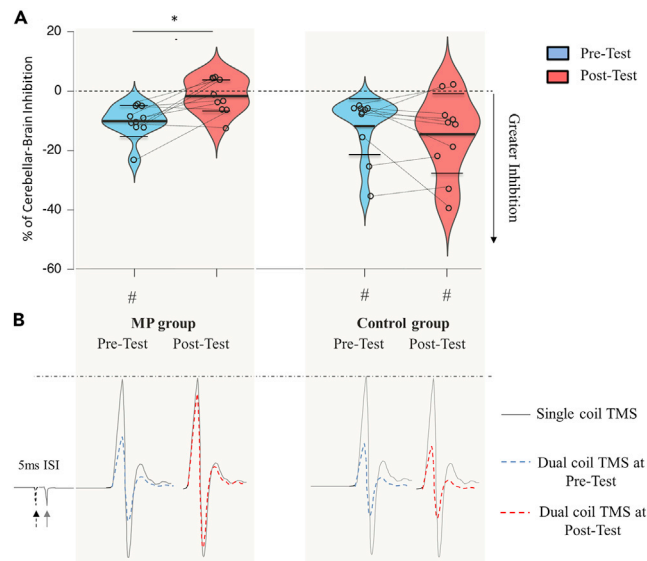 A
20
0
-20
-40
-60
% of Cerebellar-Brain Inhibition
*
Pre-Test
Post-Test
Greater Inhibition
#
#
#
B
MP group
Control group
Pre-Test
Post-Test
Pre-Test
Post-Test
5ms ISI
Single coil TMS
Dual coil TMS at
Pre-Test
Dual coil TMS at
Post-Test